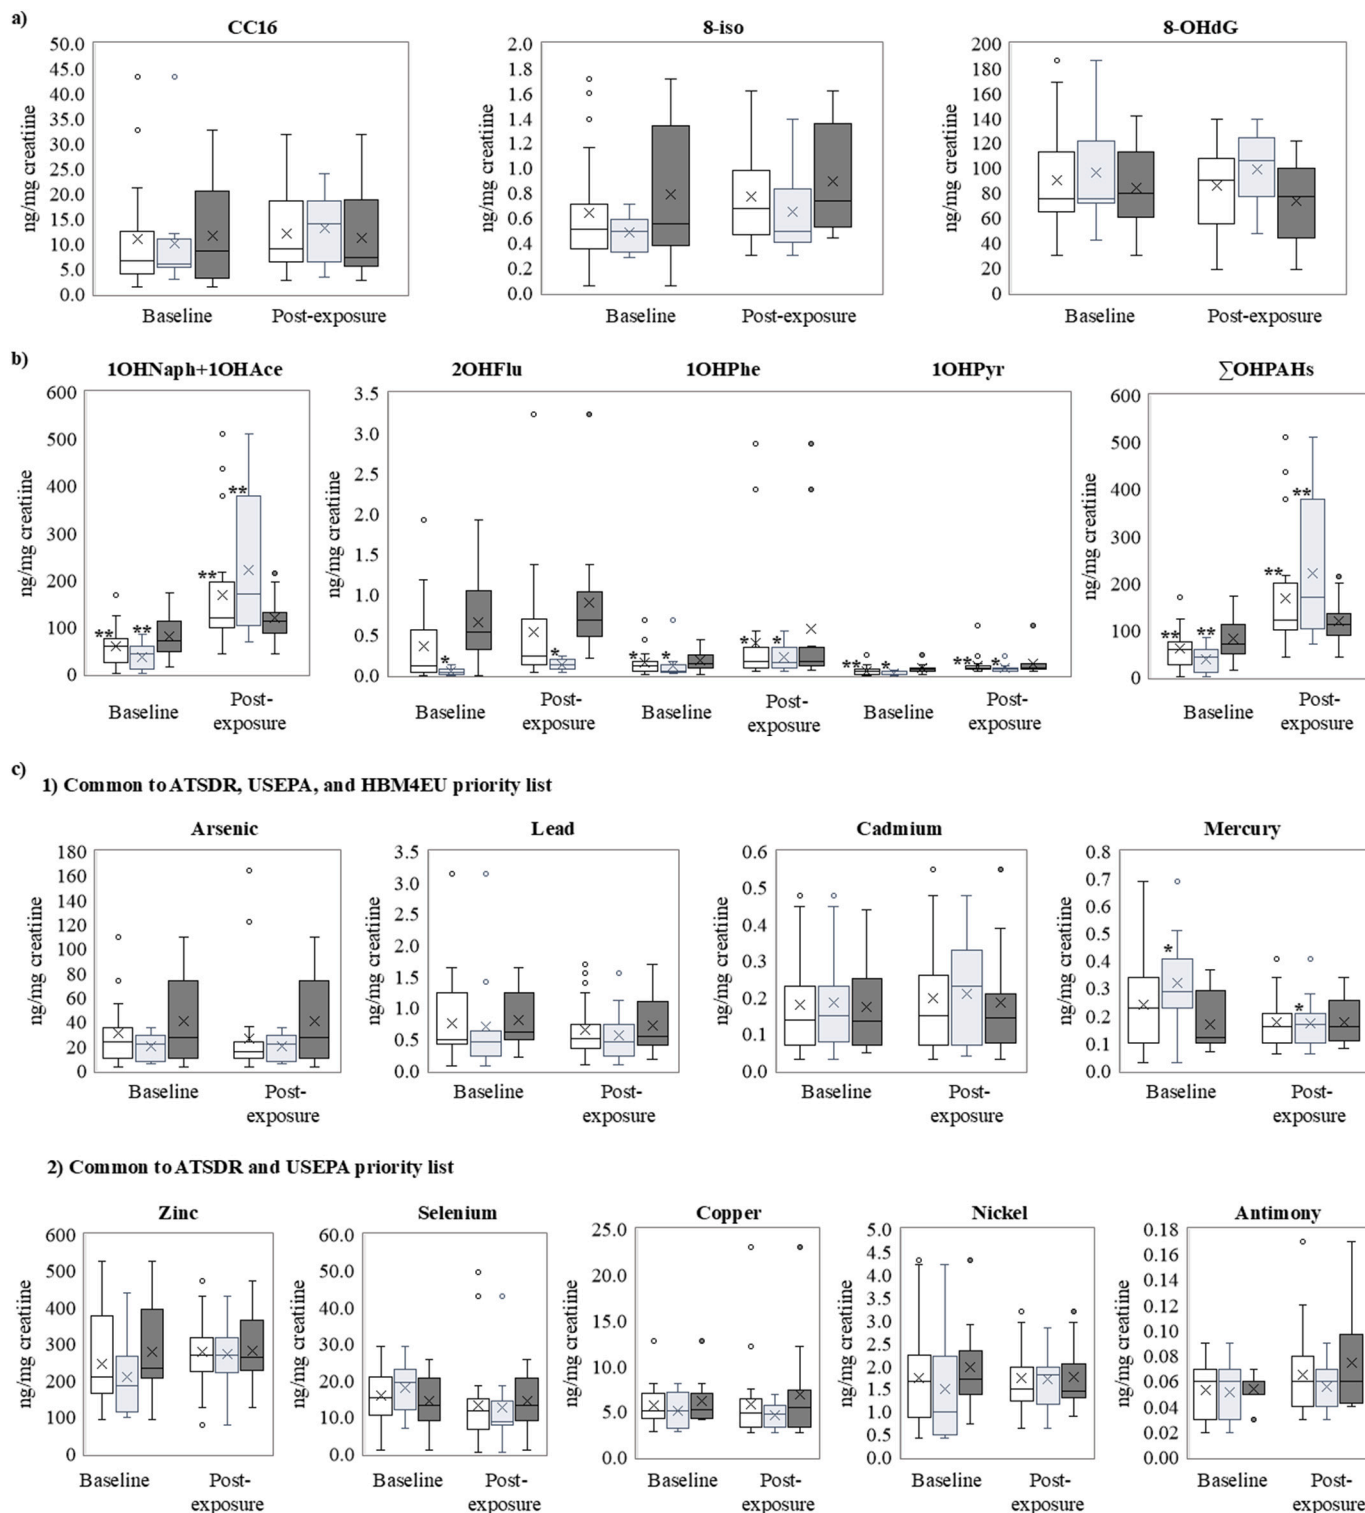 a)
CC16 8-iso 8-OHdG
ng/mg creatiine
50.0
45.0
40.0
35.0
30.0
25.0
20.0
15.0
10.0
5.0
0.0
Baseline Post-exposure
ng/mg creatiine
2.0
1.8
1.6
1.4
1.2
1.0
0.8
0.6
0.4
0.2
0.0
Baseline Post-exposure
ng/mg creatiine
200
180
160
140
120
100
80
60
40
20
0
Baseline Post-exposure
b)
1OHNaph+1OHAce 2OHFlu 1OHPhe 1OHPyr ∑OHPAHs
ng/mg creatiine
600
500
400
300
200
100
0
** ** ** **
Baseline Post-
exposure
ng/mg creatiine
3.5
3.0
2.5
2.0
1.5
1.0
0.5
0.0
* * * * * * ** * ** *
Baseline Post- Baseline Post- Baseline Post-
exposure exposure exposure
ng/mg creatiine
600
500
400
300
200
100
0
** ** ** **
Baseline Post-
exposure
c)
1) Common to ATSDR, USEPA, and HBM4EU priority list
Arsenic Lead Cadmium Mercury
ng/mg creatiine
180
160
140
120
100
80
60
40
20
0
Baseline Post-
exposure
ng/mg creatiine
3.5
3.0
2.5
2.0
1.5
1.0
0.5
0.0
Baseline Post-
exposure
ng/mg creatiine
0.6
0.5
0.4
0.3
0.2
0.1
0.0
Baseline Post-
exposure
ng/mg creatiine
0.8
0.7
0.6
0.5
0.4
0.3
0.2
0.1
0.0
* *
Baseline Post-
exposure
2) Common to ATSDR and USEPA priority list
Zinc Selenium Copper Nickel Antimony
ng/mg creatiine
600
500
400
300
200
100
0
Baseline Post-
exposure
ng/mg creatiine
60.0
50.0
40.0
30.0
20.0
10.0
0.0
Baseline Post-
exposure
ng/mg creatiine
25.0
20.0
15.0
10.0
5.0
0.0
Baseline Post-
exposure
ng/mg creatiine
5.0
4.5
4.0
3.5
3.0
2.5
2.0
1.5
1.0
0.5
0.0
Baseline Post-
exposure
ng/mg creatiine
0.18
0.16
0.14
0.12
0.10
0.08
0.06
0.04
0.02
0.00
Baseline Post-
exposure